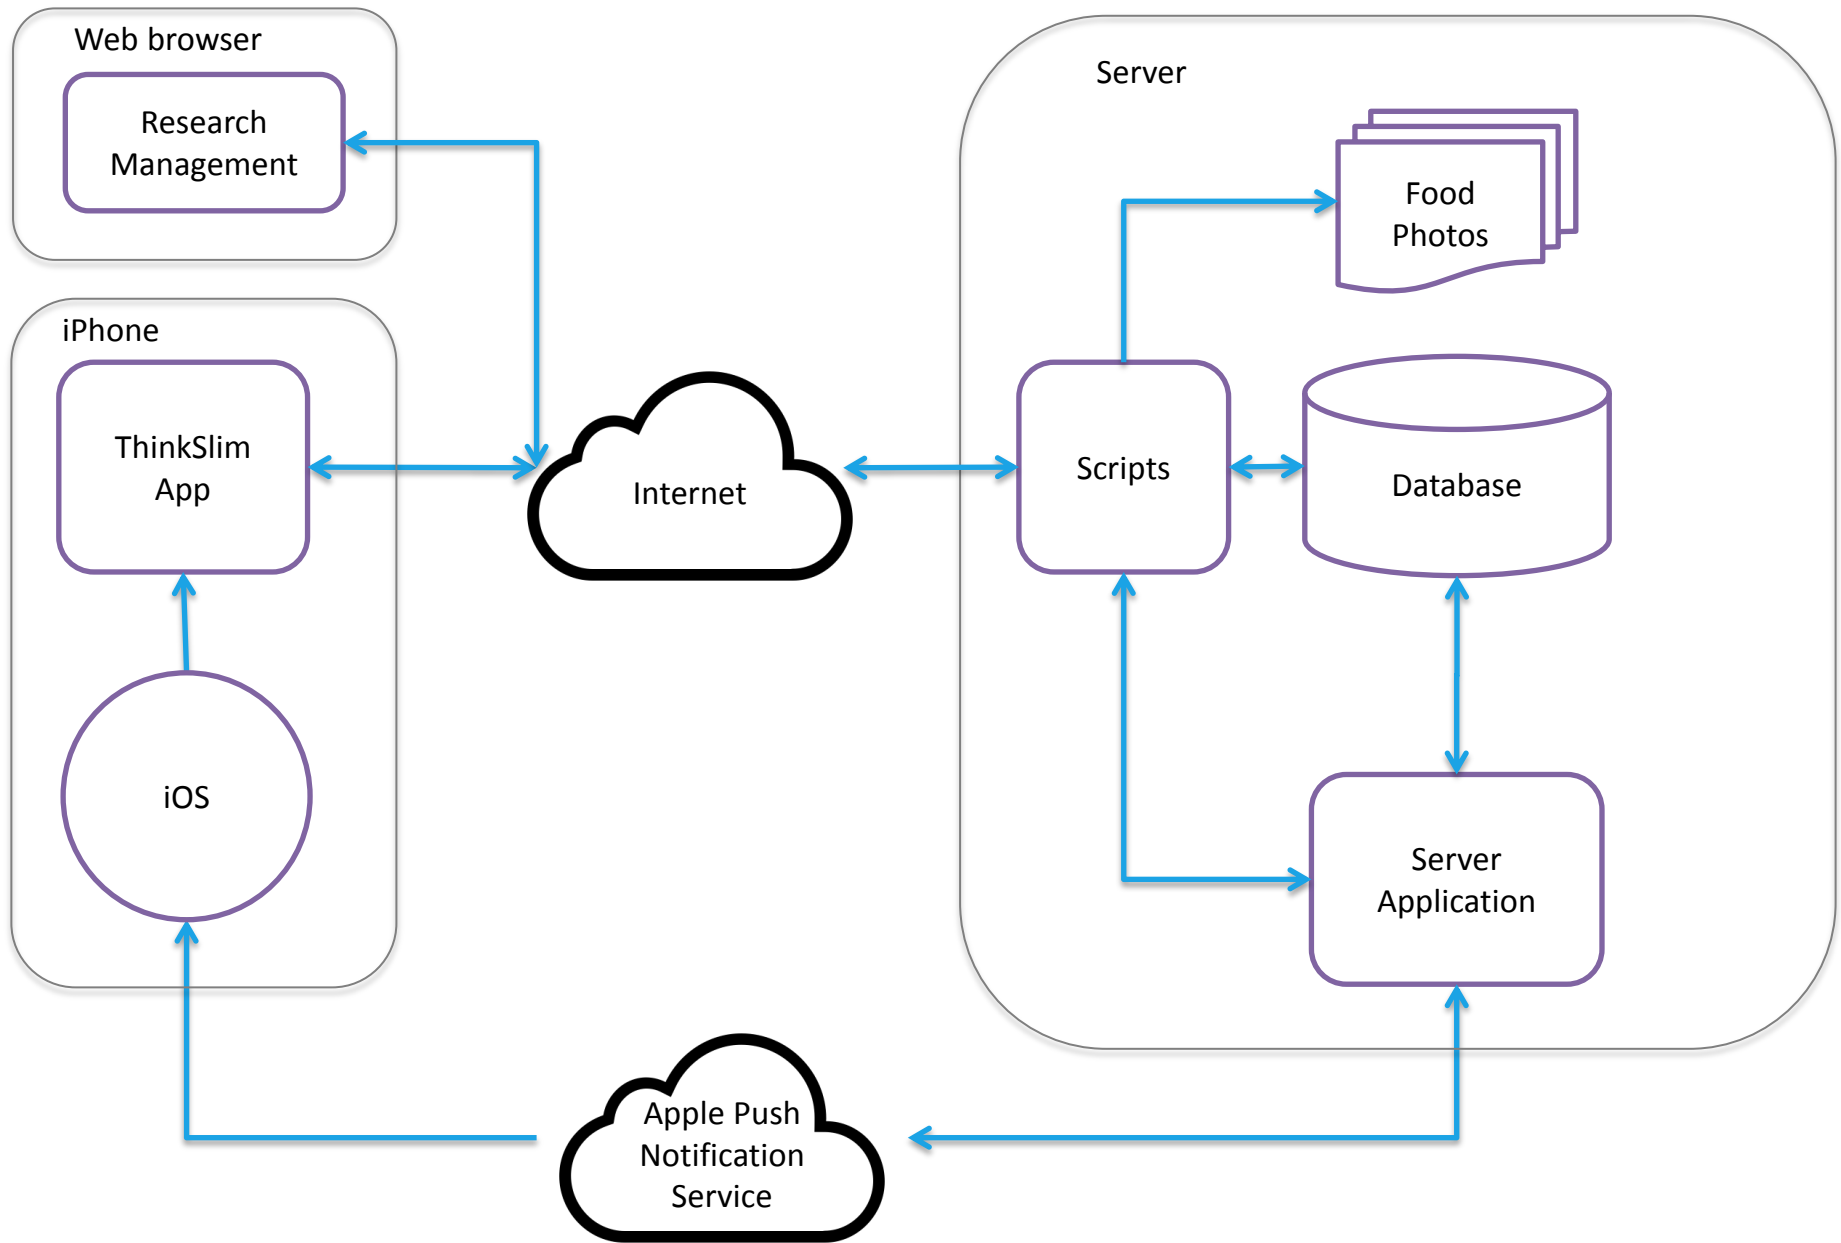 Web browser
Research
Management
iPhone
ThinkSlim
App
iOS
Internet
Apple Push
Notification
Service
Server
Food
Photos
Scripts
Database
Server
Application